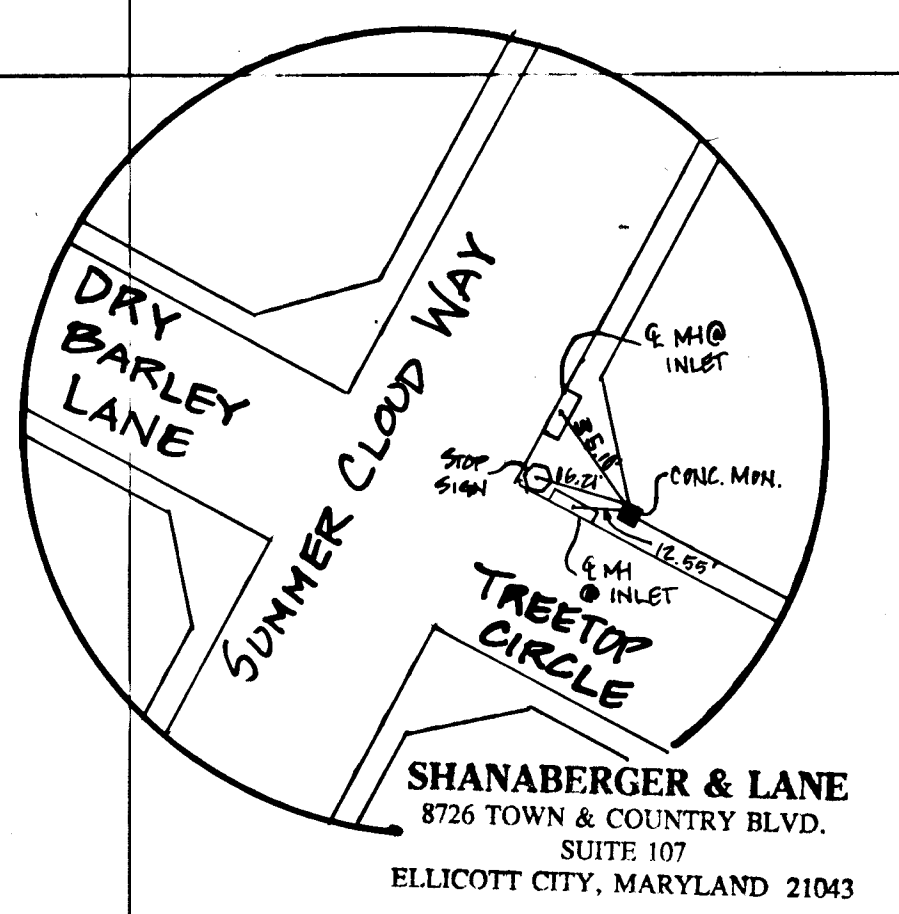 DRY
BARLEY
LANE
SUMMER CLOUD WAY
℄ MH @
INLET
STOP
SIGN
16.21'
CONC. MON.
12.55'
℄ MH
@ INLET
TREETOP
CIRCLE
SHANABERGER & LANE
8726 TOWN & COUNTRY BLVD.
SUITE 107
ELLICOTT CITY, MARYLAND 21043